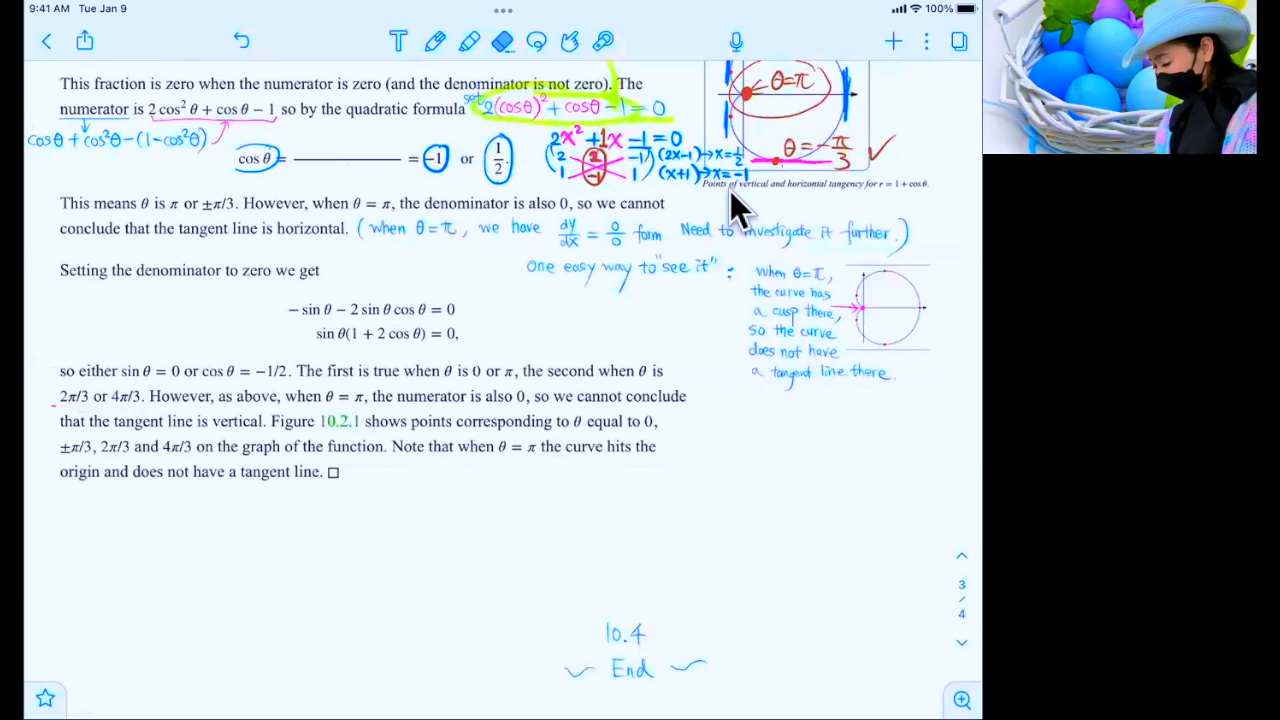 9:41 AM Tue Jan 9
100%
This fraction is zero when the numerator is zero (and the denominator is not zero). The
numerator is 2 cos² θ + cos θ − 1 so by the quadratic formula set 2(cosθ)² + cosθ − 1 = 0
cosθ + cos²θ − (1−cos²θ)
2x² + 1x − 1 = 0
cos θ = ________ = −1 or 1/2.
2 2 −1 (2x−1) → x = 1/2
1 −1 1 (x+1) → x = −1
θ = π
θ = −π/3 ✓
Points of vertical and horizontal tangency for r = 1 + cos θ.
This means θ is π or ±π/3. However, when θ = π, the denominator is also 0, so we cannot
conclude that the tangent line is horizontal. (when θ = π, we have dy/dx = 0/0 form Need to investigate it further.)
Setting the denominator to zero we get
One easy way to "see it" :
when θ=π,
the curve has
a cusp there,
so the curve
does not have
a tangent line there.
− sin θ − 2 sin θ cos θ = 0
sin θ(1 + 2 cos θ) = 0,
so either sin θ = 0 or cos θ = −1/2. The first is true when θ is 0 or π, the second when θ is
2π/3 or 4π/3. However, as above, when θ = π, the numerator is also 0, so we cannot conclude
that the tangent line is vertical. Figure 10.2.1 shows points corresponding to θ equal to 0,
±π/3, 2π/3 and 4π/3 on the graph of the function. Note that when θ = π the curve hits the
origin and does not have a tangent line. □
3
/
4
10.4
~ End ~